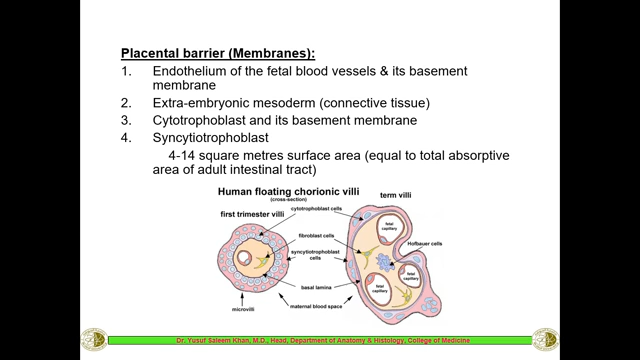 Placental barrier (Membranes):
1. Endothelium of the fetal blood vessels & its basement
membrane
2. Extra-embryonic mesoderm (connective tissue)
3. Cytotrophoblast and its basement membrane
4. Syncytiotrophoblast
4-14 square metres surface area (equal to total absorptive
area of adult intestinal tract)
Human floating chorionic villi
(cross-section)
term villi
first trimester villi
cytotrophoblast cells
fibroblast cells
syncytiotrophoblast
cells
basal lamina
microvilli
maternal blood space
fetal
capillary
Hofbauer cells
fetal
capillary
fetal
capillary
Dr. Yusuf Saleem Khan, M.D., Head, Department of Anatomy & Histology, College of Medicine